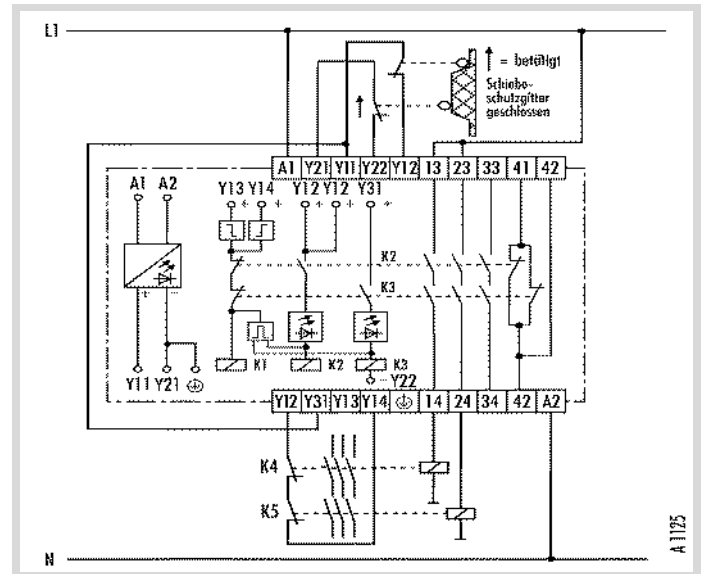 L1
= betätigt
Schiebe-
schutzgitter
geschlossen
A1 Y21 Y11 Y22 Y12 13 23 33 41 42
A1 A2 Y13 Y14 Y12 Y12 Y31
+ + + + +
K2
K3
+ −
K1 K2 K3
Y11 Y21 −Y22
Y12 Y31 Y13 Y14 14 24 34 42 A2
K4
K5
N
A 1125